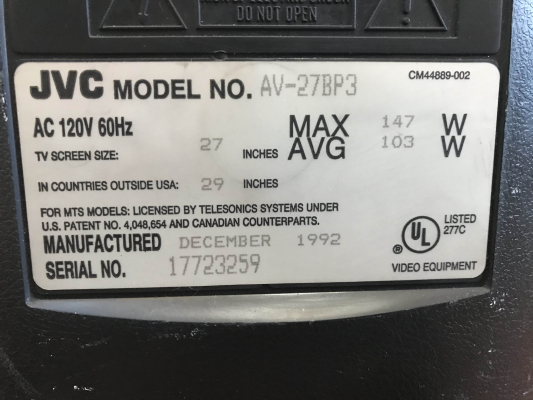 DO NOT OPEN
JVC MODEL NO. AV-27BP3
CM44889-002
AC 120V 60Hz
MAX 147 W
TV SCREEN SIZE: 27 INCHES
AVG 103 W
IN COUNTRIES OUTSIDE USA: 29 INCHES
FOR MTS MODELS: LICENSED BY TELESONICS SYSTEMS UNDER
U.S. PATENT NO. 4,048,654 AND CANADIAN COUNTERPARTS.
MANUFACTURED DECEMBER 1992
SERIAL NO. 17723259
UL ® LISTED
277C
VIDEO EQUIPMENT